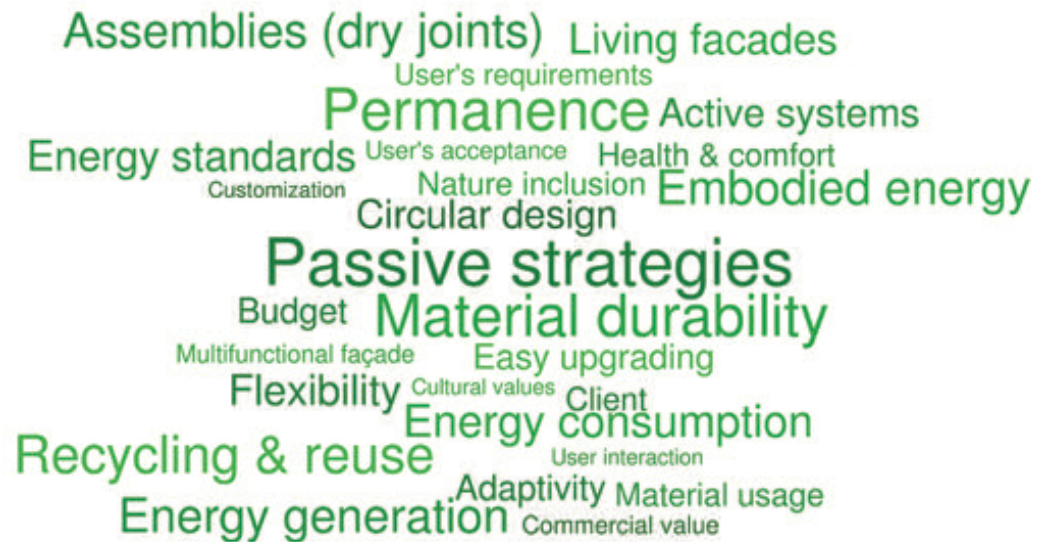 Assemblies (dry joints) Living facades
User's requirements
Permanence Active systems
Energy standards User's acceptance Health & comfort
Customization Nature inclusion Embodied energy
Circular design
Passive strategies
Budget Material durability
Multifunctional façade Easy upgrading
Flexibility Cultural values Client
Energy consumption
Recycling & reuse User interaction
Adaptivity Material usage
Energy generation Commercial value